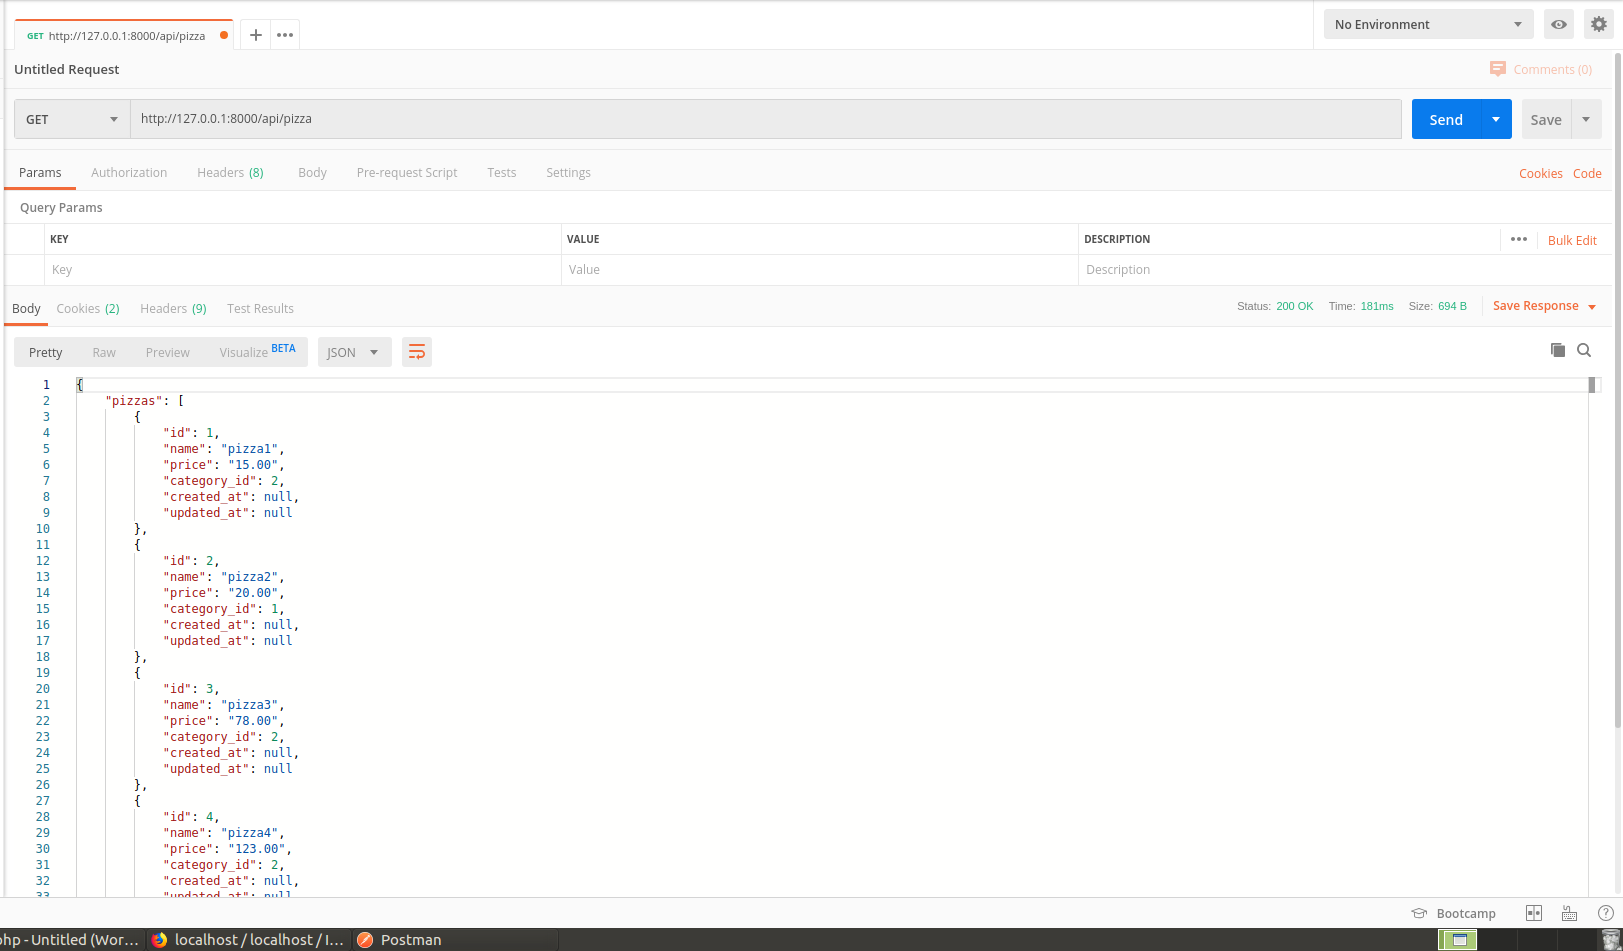 GET http://127.0.0.1:8000/api/pizza
No Environment
Untitled Request
Comments (0)
GET http://127.0.0.1:8000/api/pizza Send Save
Params Authorization Headers (8) Body Pre-request Script Tests Settings Cookies Code
Query Params
KEY VALUE DESCRIPTION Bulk Edit
Key Value Description
Body Cookies (2) Headers (9) Test Results Status: 200 OK Time: 181ms Size: 694 B Save Response
Pretty Raw Preview Visualize BETA JSON
1 {
2 "pizzas": [
3 {
4 "id": 1,
5 "name": "pizza1",
6 "price": "15.00",
7 "category_id": 2,
8 "created_at": null,
9 "updated_at": null
10 },
11 {
12 "id": 2,
13 "name": "pizza2",
14 "price": "20.00",
15 "category_id": 1,
16 "created_at": null,
17 "updated_at": null
18 },
19 {
20 "id": 3,
21 "name": "pizza3",
22 "price": "78.00",
23 "category_id": 2,
24 "created_at": null,
25 "updated_at": null
26 },
27 {
28 "id": 4,
29 "name": "pizza4",
30 "price": "123.00",
31 "category_id": 2,
32 "created_at": null,
33 "updated_at": null
Bootcamp
php - Untitled (Wor... localhost / localhost / l... Postman